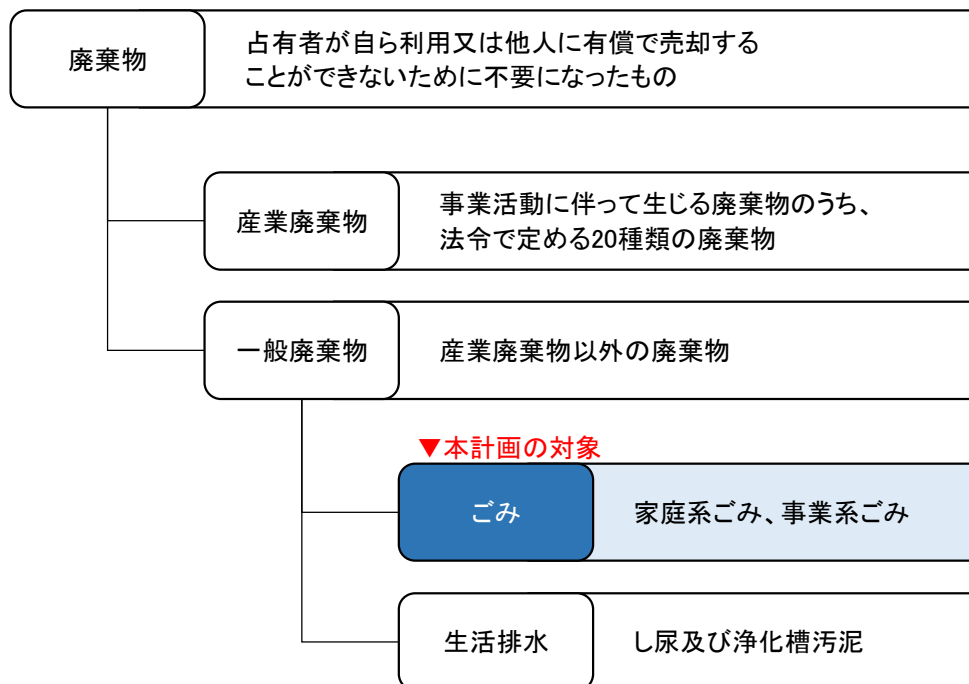 廃棄物
占有者が自ら利用又は他人に有償で売却する
ことができないために不要になったもの
産業廃棄物
事業活動に伴って生じる廃棄物のうち、
法令で定める20種類の廃棄物
一般廃棄物
産業廃棄物以外の廃棄物
▼本計画の対象
ごみ
家庭系ごみ、事業系ごみ
生活排水
し尿及び浄化槽汚泥